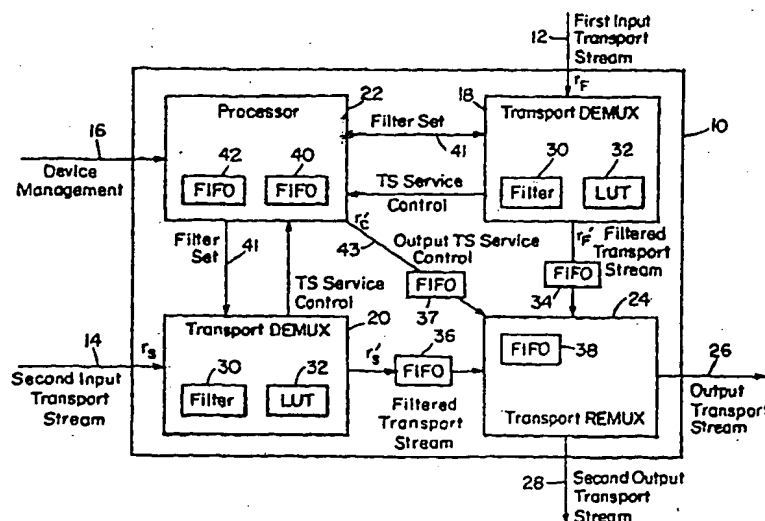 First Input
12
Transport
Stream
rF
22
18
Processor
Transport DEMUX
10
16
Filter Set
41
Device
Management
42
40
30
32
FIFO
FIFO
Filter
LUT
TS Service
Control
rC'
43
Filter
Set
41
Output TS Service
Control
rF'
Filtered
Transport
Stream
FIFO
34
TS Service
Control
FIFO
37
24
20
36
Transport DEMUX
FIFO
38
14
rS
rS'
FIFO
26
Second Input
Transport
Stream
30
32
Filter
LUT
Filtered
Transport
Stream
Transport REMUX
Output
Transport
Stream
28
Second Output
Transport
Stream